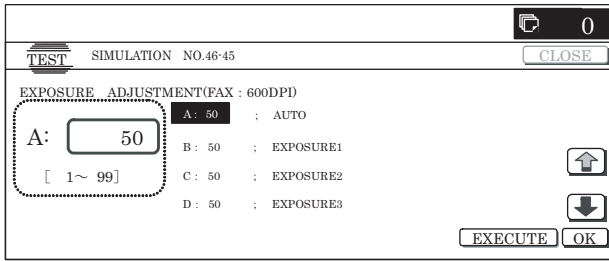 0
TEST SIMULATION NO.46-45 CLOSE
EXPOSURE ADJUSTMENT(FAX : 600DPI)
A : 50 ; AUTO
A: 50
B : 50 ; EXPOSURE1
[ 1~ 99]
C : 50 ; EXPOSURE2
D : 50 ; EXPOSURE3
EXECUTE OK